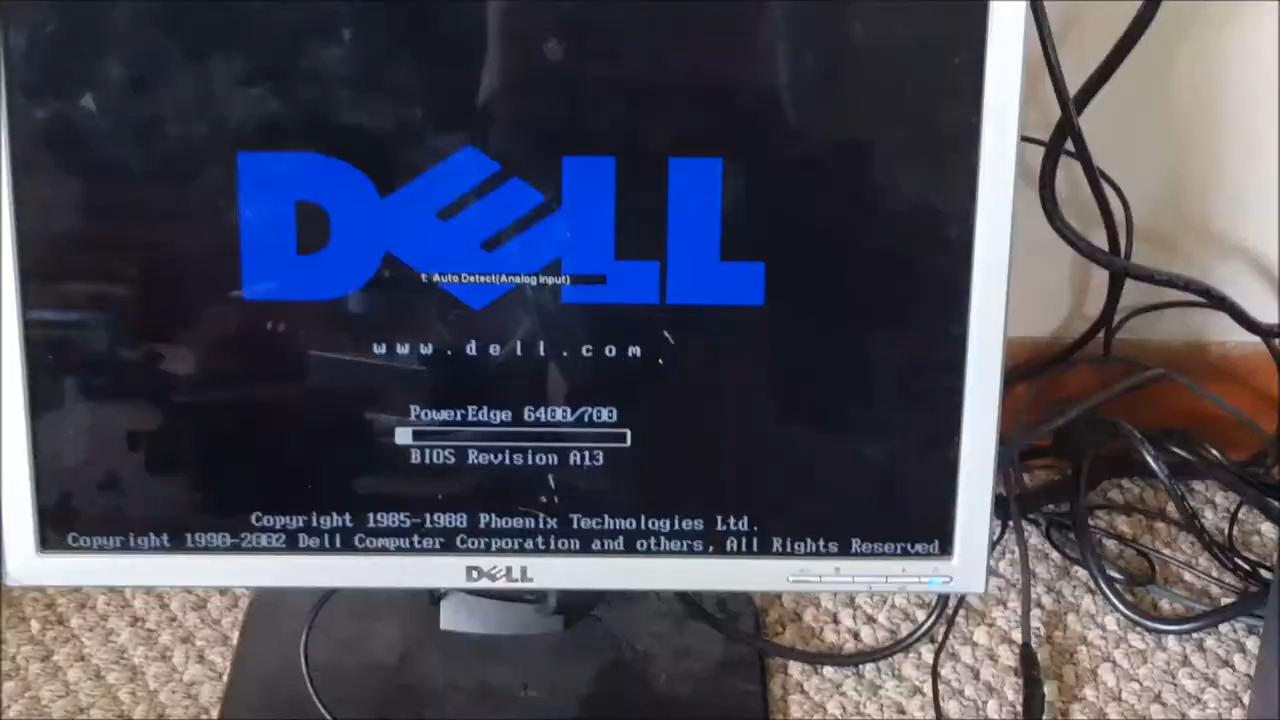 DELL
1: Auto Detect(Analog Input)
www.dell.com
PowerEdge 6400/700
BIOS Revision A13
Copyright 1985-1988 Phoenix Technologies Ltd.
Copyright 1990-2002 Dell Computer Corporation and others, All Rights Reserved
DELL